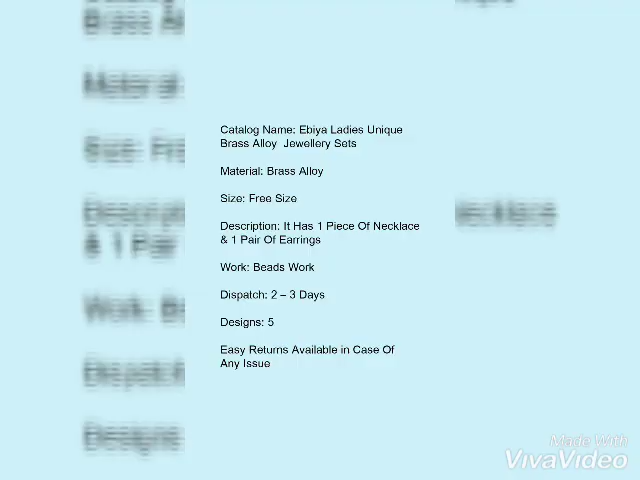 Catalog Name: Ebiya Ladies Unique
Brass Alloy  Jewellery Sets
Material: Brass Alloy
Size: Free Size
Description: It Has 1 Piece Of Necklace
& 1 Pair Of Earrings
Work: Beads Work
Dispatch: 2 – 3 Days
Designs: 5
Easy Returns Available in Case Of
Any Issue
Made With
VivaVideo